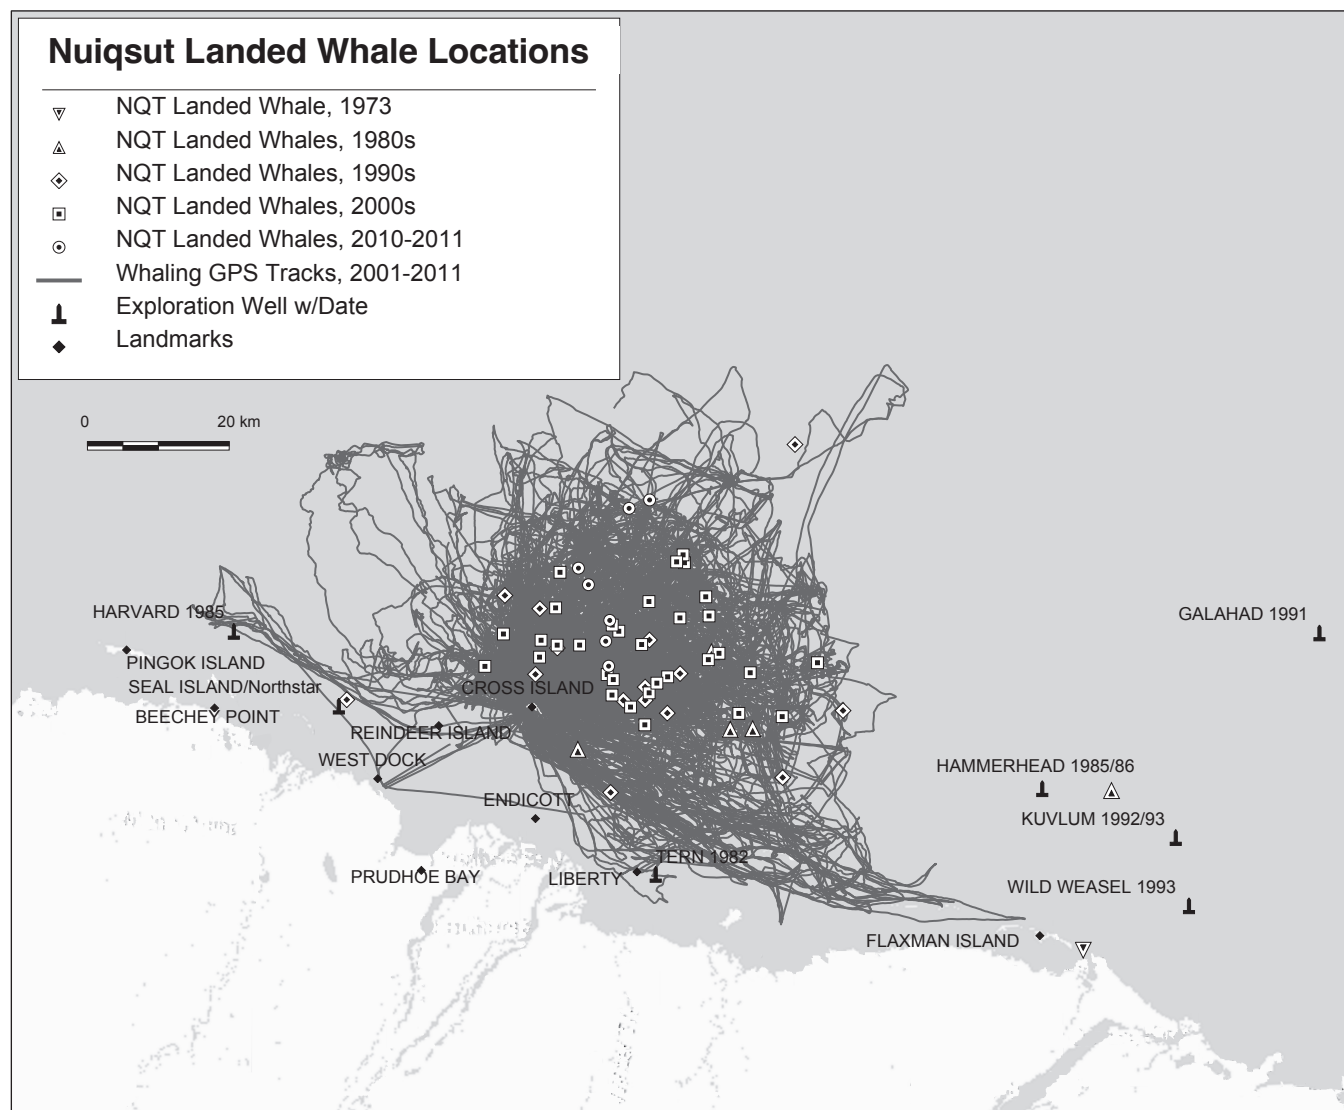 Nuiqsut Landed Whale Locations
NQT Landed Whale, 1973
NQT Landed Whales, 1980s
NQT Landed Whales, 1990s
NQT Landed Whales, 2000s
NQT Landed Whales, 2010-2011
Whaling GPS Tracks, 2001-2011
Exploration Well w/Date
Landmarks
0 20 km
HARVARD 1985
GALAHAD 1991
PINGOK ISLAND
SEAL ISLAND/Northstar
CROSS ISLAND
BEECHEY POINT
REINDEER ISLAND
WEST DOCK
HAMMERHEAD 1985/86
ENDICOTT
KUVLUM 1992/93
TERN 1982
PRUDHOE BAY
LIBERTY
WILD WEASEL 1993
FLAXMAN ISLAND